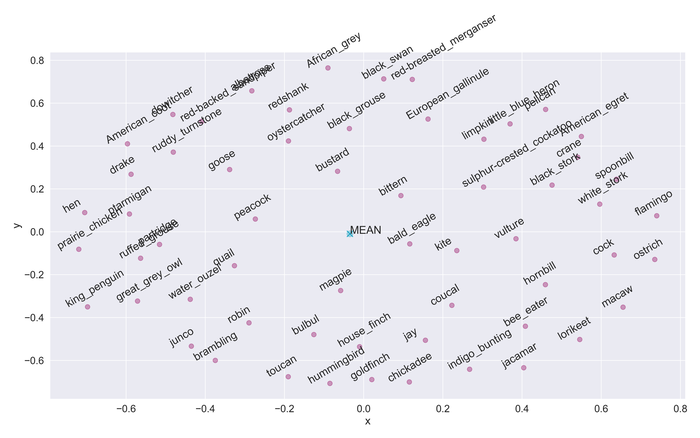 African_grey
black_swan
red-breasted_merganser
albatross
red-backed_sandpiper
dowitcher
American_coot
redshank
black_grouse
European_gallinule
limpkin
little_blue_heron
pelican
American_egret
ruddy_turnstone
oystercatcher
drake
goose
bustard
sulphur-crested_cockatoo
crane
black_stork
spoonbill
bittern
white_stork
flamingo
hen
ptarmigan
prairie_chicken
peacock
ruffed_grouse
partridge
MEAN
bald_eagle
kite
vulture
cock
ostrich
quail
king_penguin
great_grey_owl
water_ouzel
magpie
coucal
hornbill
macaw
robin
bulbul
house_finch
jay
bee_eater
indigo_bunting
lorikeet
junco
brambling
toucan
hummingbird
goldfinch
chickadee
jacamar
0.8
0.6
0.4
0.2
0.0
−0.2
−0.4
−0.6
y
−0.6 −0.4 −0.2 0.0 0.2 0.4 0.6 0.8
x